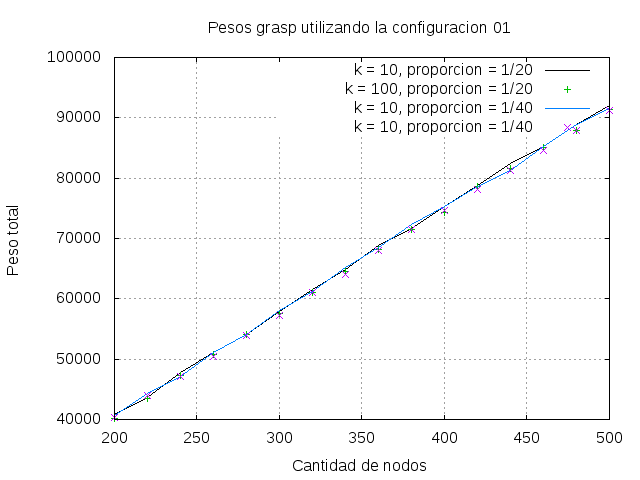 Pesos grasp utilizando la configuracion 01
100000
90000
80000
70000
60000
50000
40000
Peso total
k = 10, proporcion = 1/20
k = 100, proporcion = 1/20
k = 10, proporcion = 1/40
k = 10, proporcion = 1/40
200 250 300 350 400 450 500
Cantidad de nodos